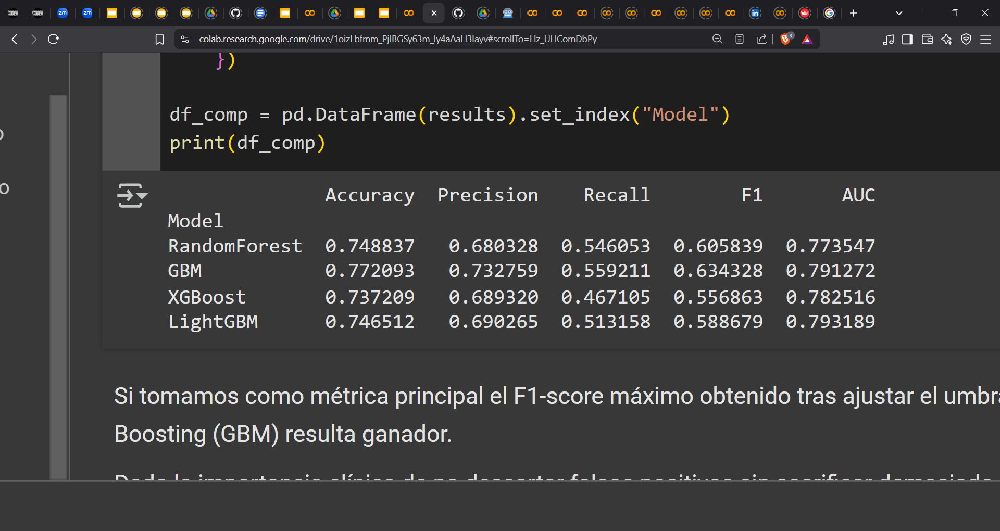 colab.research.google.com/drive/1oizLbfmm_PjIBGSy63m_Iy4aAaH3Iayv#scrollTo=Hz_UHComDbPy
})
df_comp = pd.DataFrame(results).set_index("Model")
print(df_comp)
Accuracy Precision Recall F1 AUC
Model
RandomForest 0.748837 0.680328 0.546053 0.605839 0.773547
GBM 0.772093 0.732759 0.559211 0.634328 0.791272
XGBoost 0.737209 0.689320 0.467105 0.556863 0.782516
LightGBM 0.746512 0.690265 0.513158 0.588679 0.793189
Si tomamos como métrica principal el F1-score máximo obtenido tras ajustar el
Boosting (GBM) resulta ganador.